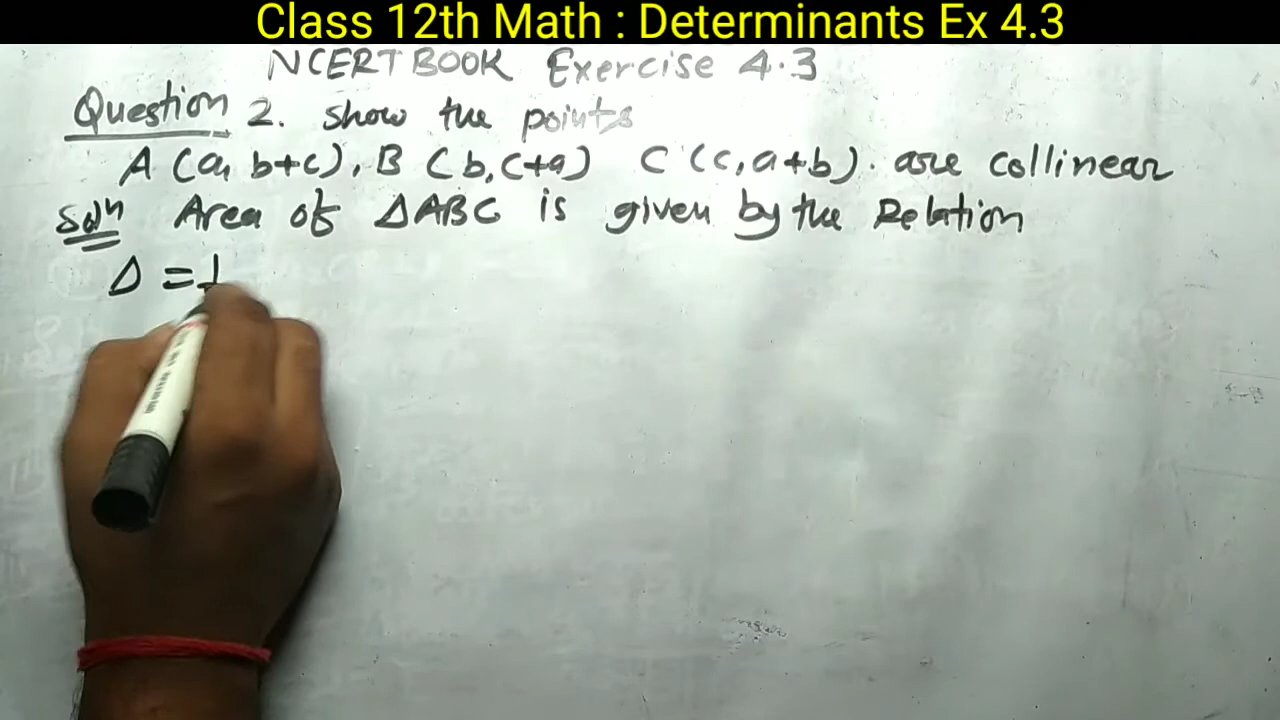 Class 12th Math : Determinants Ex 4.3
NCERT BOOK Exercise 4.3
Question 2. Show the points
A (a, b+c), B (b, c+a) C (c, a+b). are collinear
Solⁿ Area of ΔABC is given by the Relation
Δ = 1